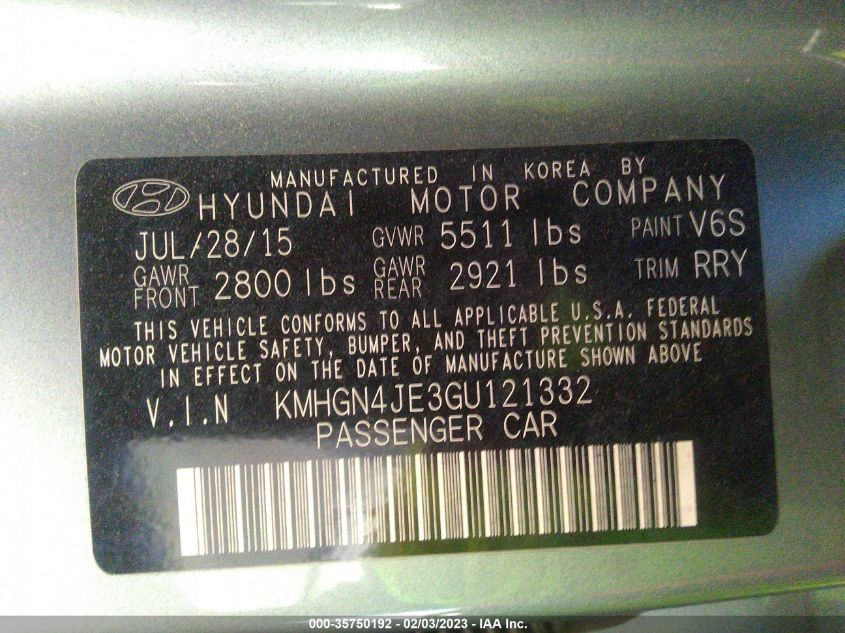 MANUFACTURED IN KOREA BY
HYUNDAI MOTOR COMPANY
JUL/28/15 GVWR 5511 lbs PAINT V6S
GAWR FRONT 2800 lbs GAWR REAR 2921 lbs TRIM RRY
THIS VEHICLE CONFORMS TO ALL APPLICABLE U.S.A. FEDERAL
MOTOR VEHICLE SAFETY, BUMPER, AND THEFT PREVENTION STANDARDS
IN EFFECT ON THE DATE OF MANUFACTURE SHOWN ABOVE
V.I.N KMHGN4JE3GU121332
PASSENGER CAR
000-35750192 - 02/03/2023 - IAA Inc.